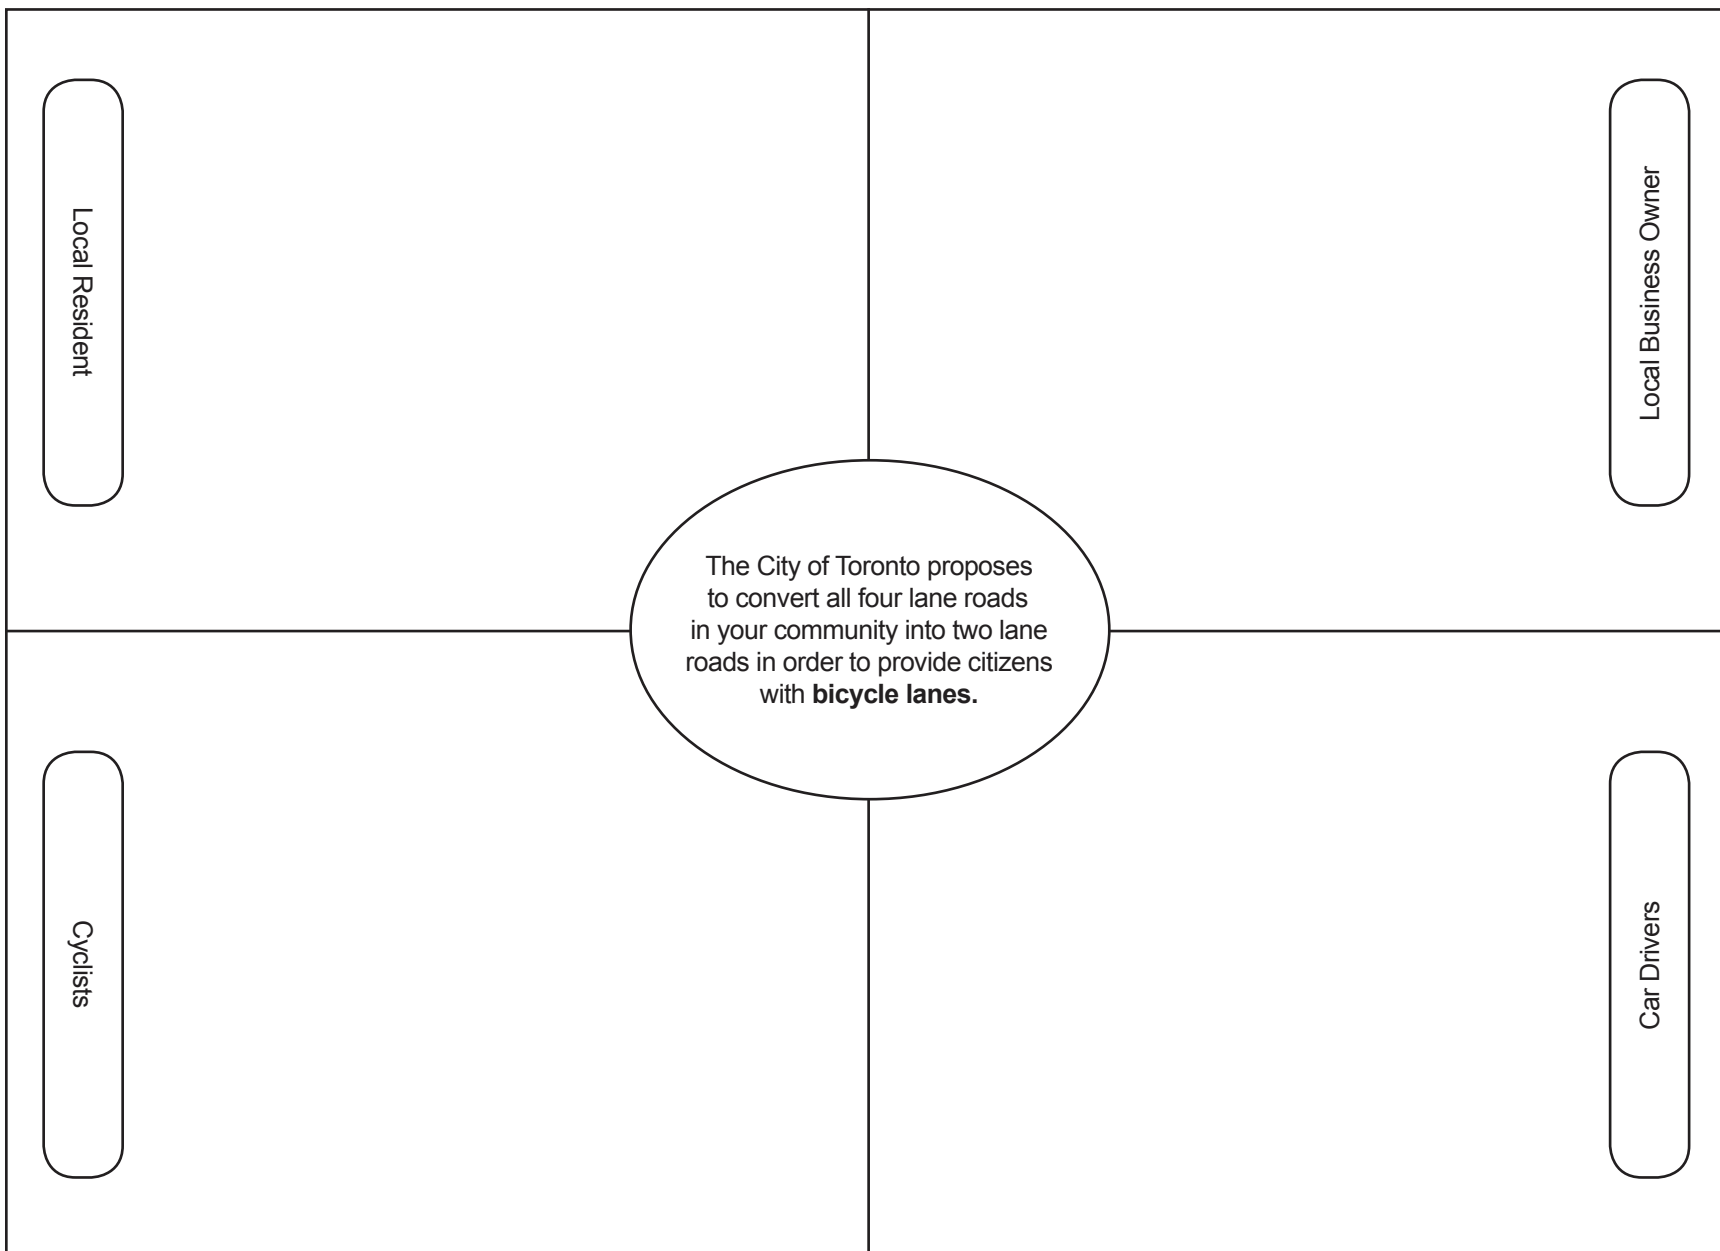 Local Resident
Local Business Owner
The City of Toronto proposes
to convert all four lane roads
in your community into two lane
roads in order to provide citizens
with bicycle lanes.
Cyclists
Car Drivers